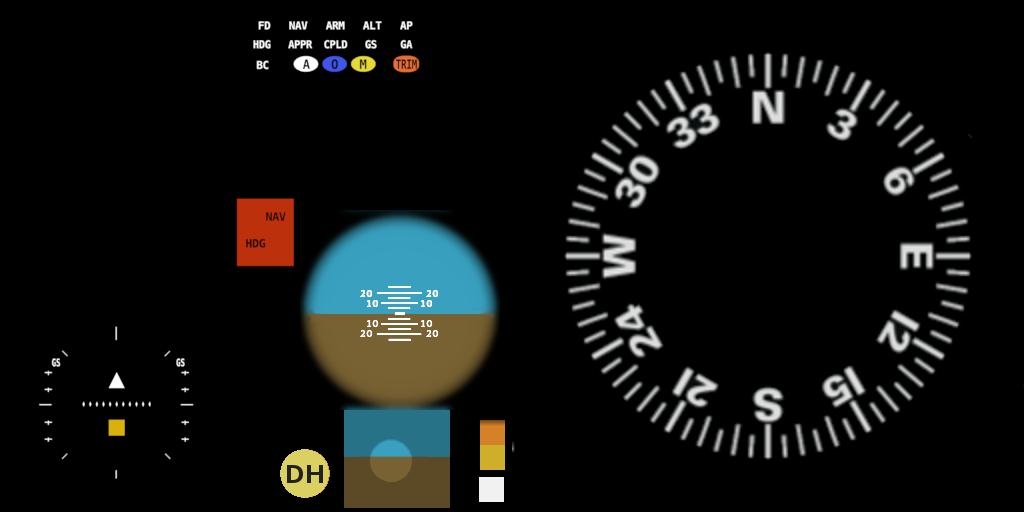 FD NAV ARM ALT AP
HDG APPR CPLD GS GA
BC A O M TRIM
NAV
HDG
20 20
10 10
10 10
20 20
GS GS
DH
N
33 3
30 6
W E
24 12
21 15
S